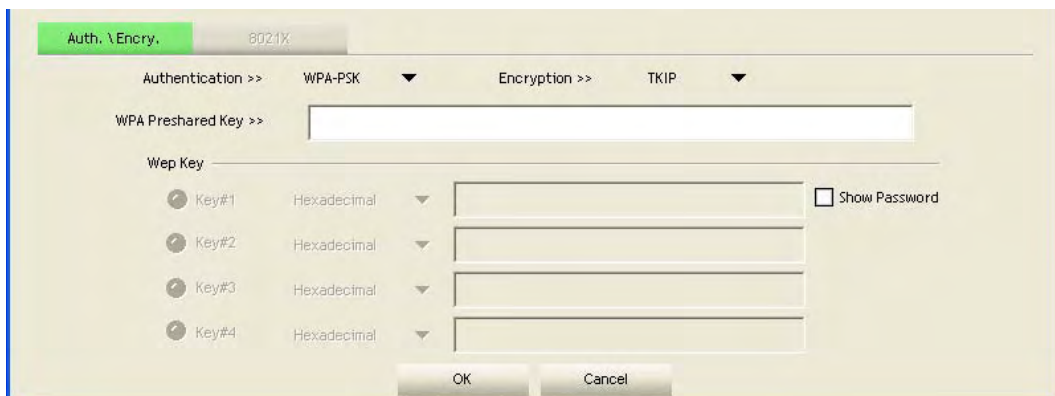 Auth. \ Encry. 8021X
Authentication >> WPA-PSK Encryption >> TKIP
WPA Preshared Key >>
Wep Key
Key#1 Hexadecimal Show Password
Key#2 Hexadecimal
Key#3 Hexadecimal
Key#4 Hexadecimal
OK Cancel